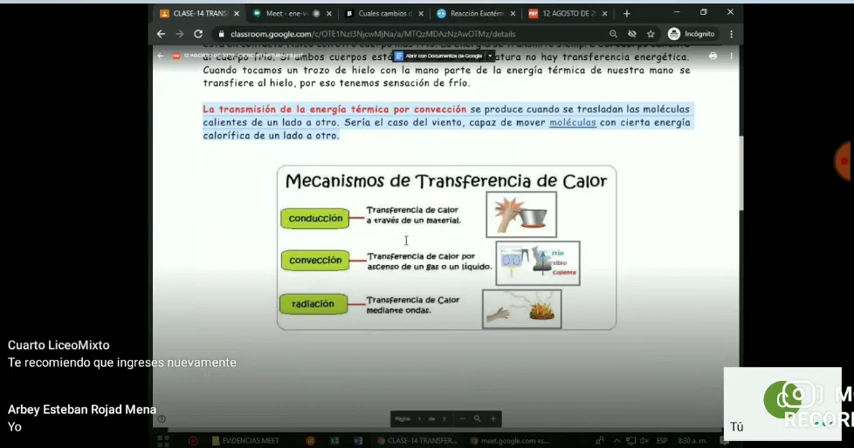 CLASE-14 TRANS
Meet - ene-v
Cuales cambios d
Reacción Exotérm
12 AGOSTO DE 2
classroom.google.com/c/OTE1NzI3NjcwMjNa/a/MTQzMDAzNzAwOTMz/details
Incógnito
Abrir con Documentos de Google
al cuerpo frío. Si ambos cuerpos está
atura no hay transferencia energética.
Cuando tocamos un trozo de hielo con la mano parte de la energía térmica de nuestra mano se
transfiere al hielo, por eso tenemos sensación de frío.
La transmisión de la energía térmica por convección se produce cuando se trasladan las moléculas
calientes de un lado a otro. Sería el caso del viento, capaz de mover moléculas con cierta energía
calorífica de un lado a otro.
Mecanismos de Transferencia de Calor
conducción
Transferencia de calor
a través de un material.
convección
Transferencia de calor por
ascenso de un gas o un líquido.
Frío
Caliente
radiación
Transferencia de Calor
mediante ondas.
Cuarto LiceoMixto
Te recomiendo que ingreses nuevamente
Arbey Esteban Rojad Mena
Yo
Tú
Página
de
EVIDENCIAS MEET
CLASE-14 TRANSFER...
meet.google.com es...
ESP
8:30 a. m.